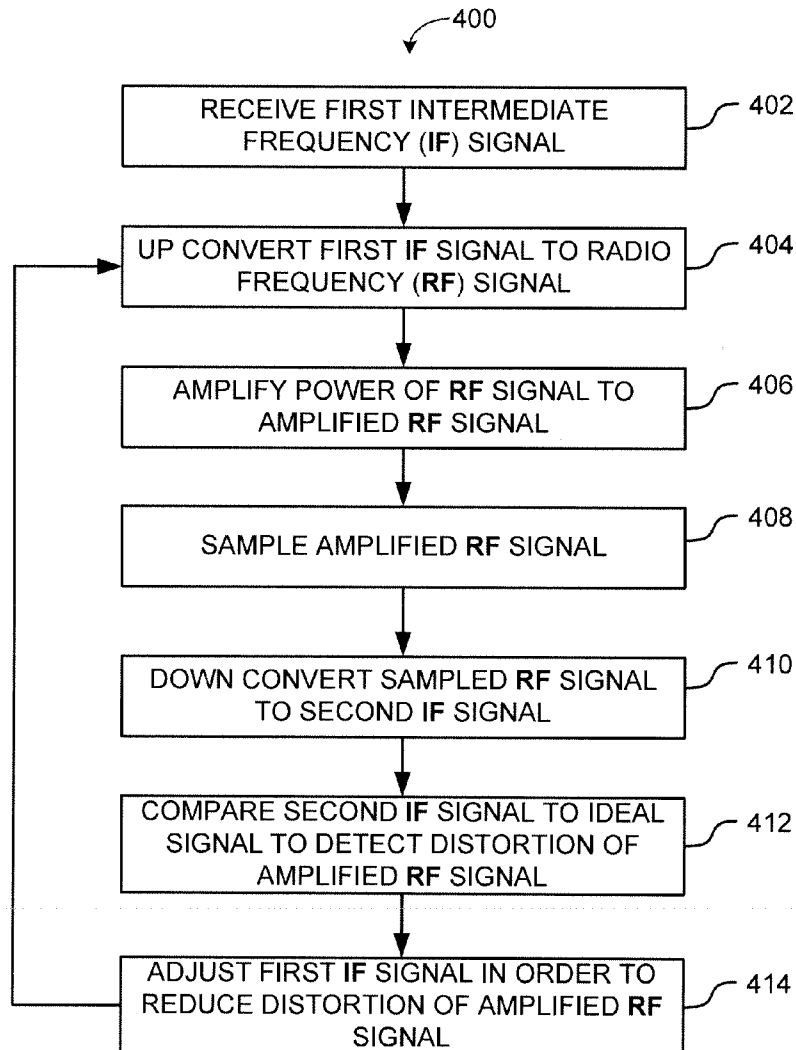 400
RECEIVE FIRST INTERMEDIATE
FREQUENCY (IF) SIGNAL
402
UP CONVERT FIRST IF SIGNAL TO RADIO
FREQUENCY (RF) SIGNAL
404
AMPLIFY POWER OF RF SIGNAL TO
AMPLIFIED RF SIGNAL
406
SAMPLE AMPLIFIED RF SIGNAL
408
DOWN CONVERT SAMPLED RF SIGNAL
TO SECOND IF SIGNAL
410
COMPARE SECOND IF SIGNAL TO IDEAL
SIGNAL TO DETECT DISTORTION OF
AMPLIFIED RF SIGNAL
412
ADJUST FIRST IF SIGNAL IN ORDER TO
REDUCE DISTORTION OF AMPLIFIED RF
SIGNAL
414